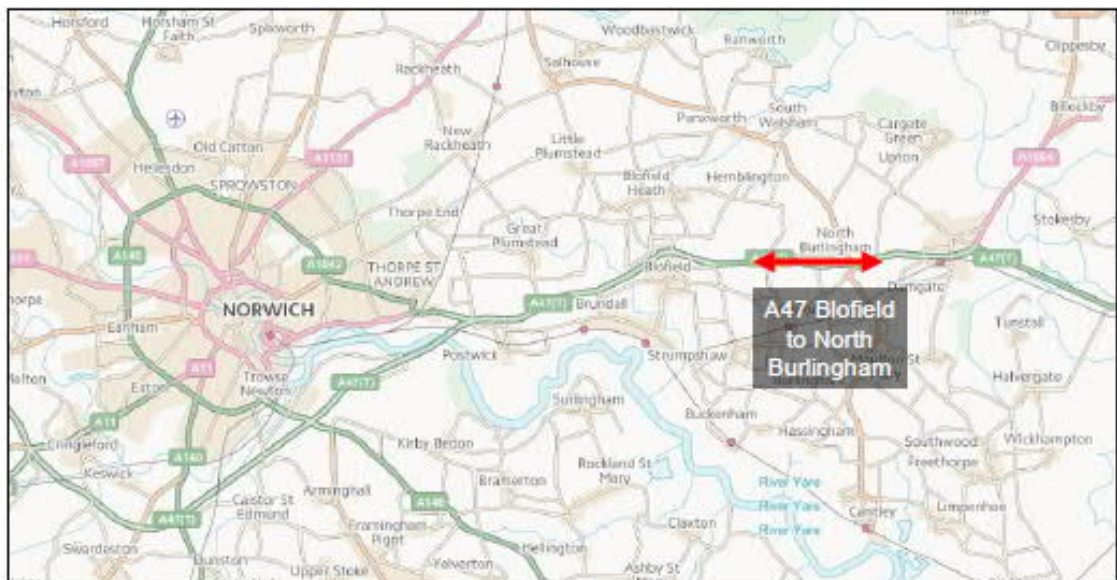 Horsford
Horsham St
Faith
Spixworth
Rackheath
Woodbastwick
Salhouse
Ranworth
Clippesby
Billockby
Old Catton
A1151
Hellesdon
SPROWSTON
New
Rackheath
Little
Plumstead
Panxworth
South
Walsham
Cargate
Green
Upton
A1064
Blofield
Heath
Hemblington
Thorpe End
Great
Plumstead
Stokesby
A140
A1042
THORPE ST
ANDREW
North
Burlingham
Blofield
A47(T)
A47(T)
Brundall
Damgate
NORWICH
A47 Blofield
to North
Burlingham
Tunstall
Earlham
Postwick
Strumpshaw
Halvergate
A11
Eaton
Trowse
Newton
A47(T)
Surlingham
Buckenham
Hassingham
A11
Cringleford
Keswick
A140
Kirby Bedon
Rockland St
Mary
Southwood
Freethorpe
Wickhampton
Bramerton
Arminghall
Caistor St
Edmund
A146
River Yare
River Yare
River Yare
Cantley
Limpenhoe
A47(T)
Framingham
Pigot
Claxton
Swardeston
Dunston
Upper Stoke
Yelverton
Hellington
Ashby St